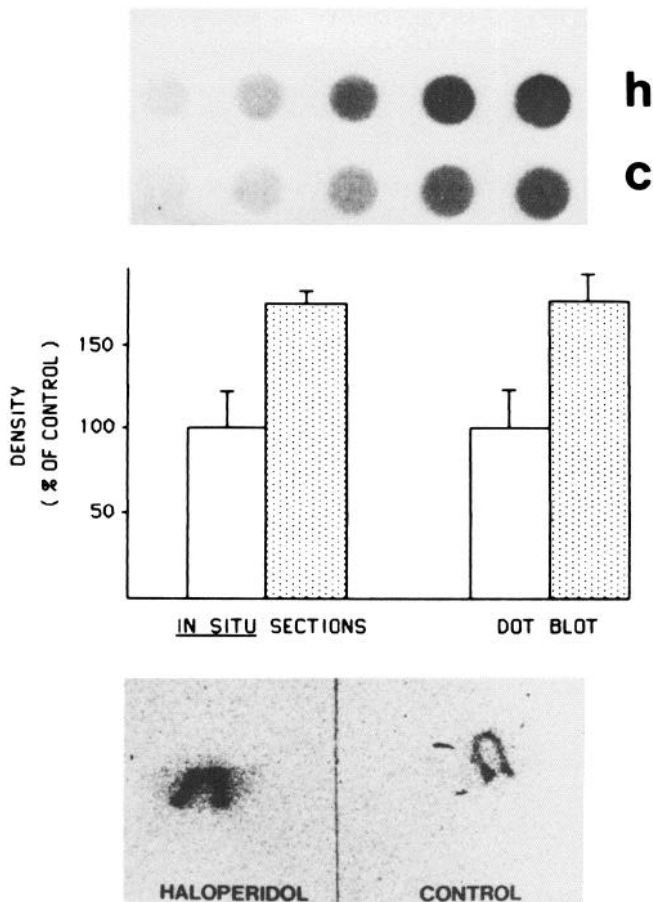 h
c
DENSITY
( % OF CONTROL )
150
100
50
IN SITU SECTIONS
DOT BLOT
HALOPERIDOL
CONTROL